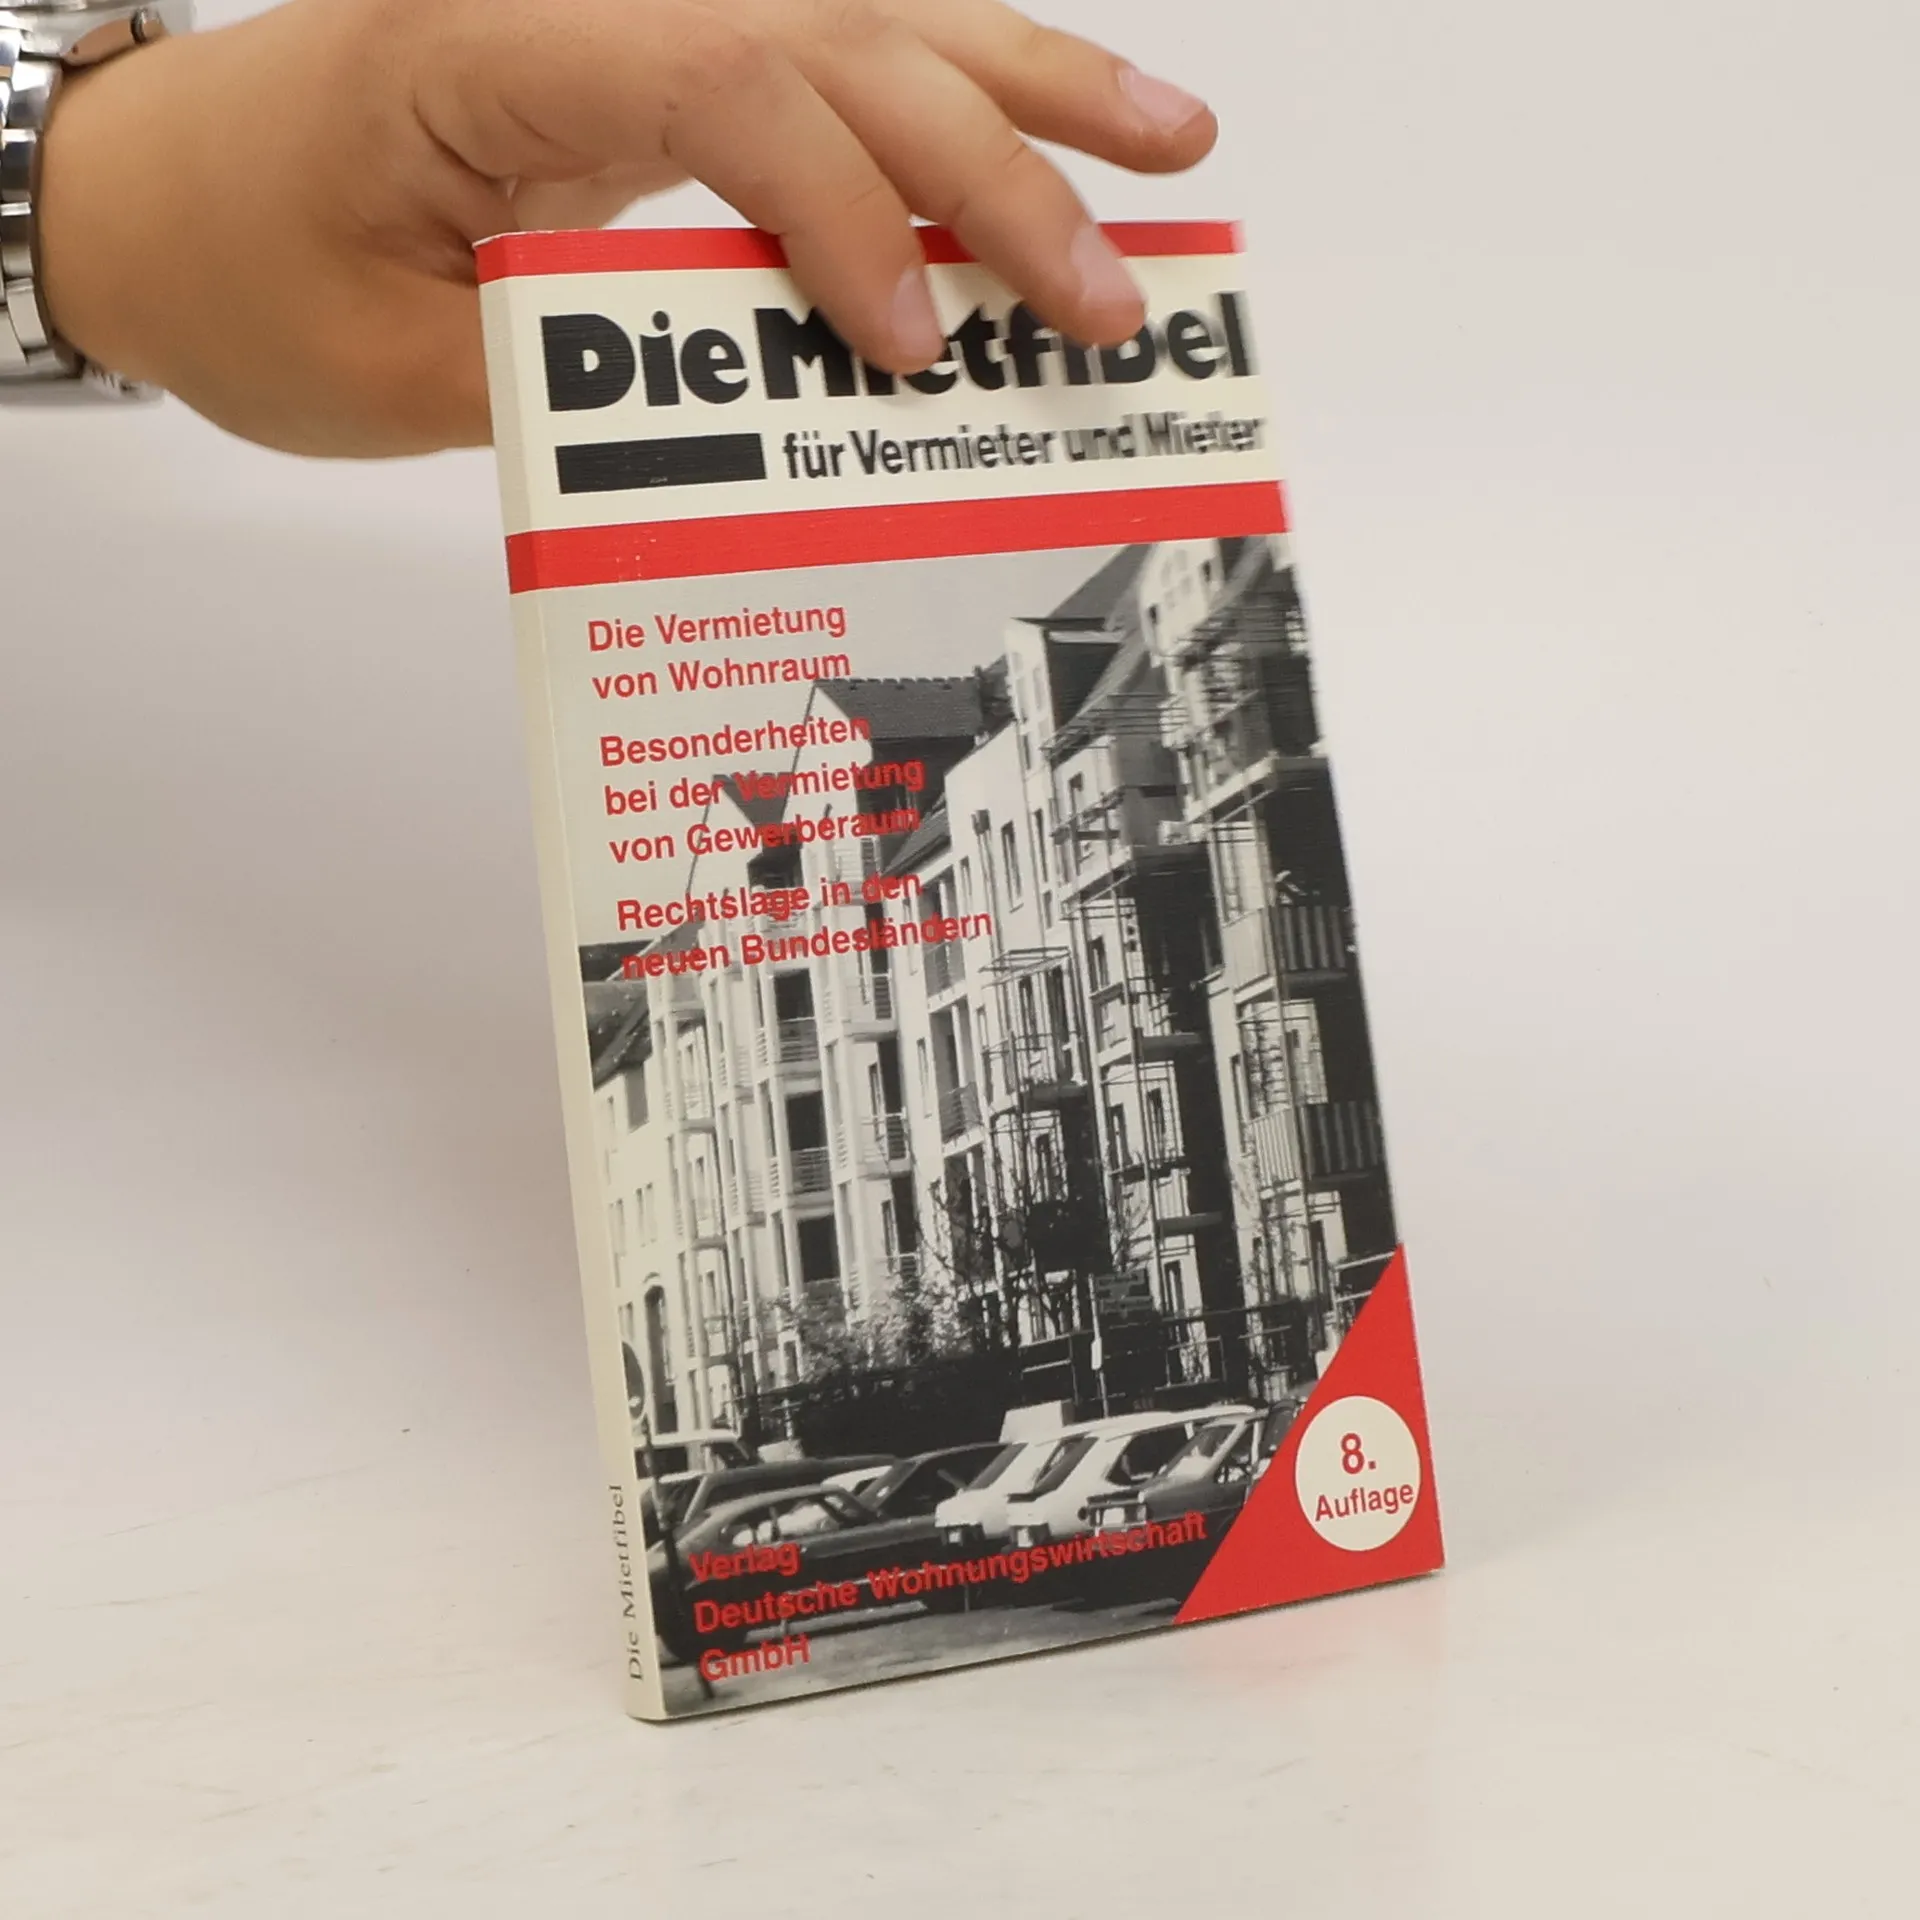 Die Mietfibel
für Vermieter und Mieter
Die Vermietung
von Wohnraum
Besonderheiten
bei der Vermietung
von Gewerberaum
Rechtslage in den
neuen Bundesländern
8.
Auflage
Verlag
Deutsche Wohnungswirtschaft
GmbH
Die Mietfibel